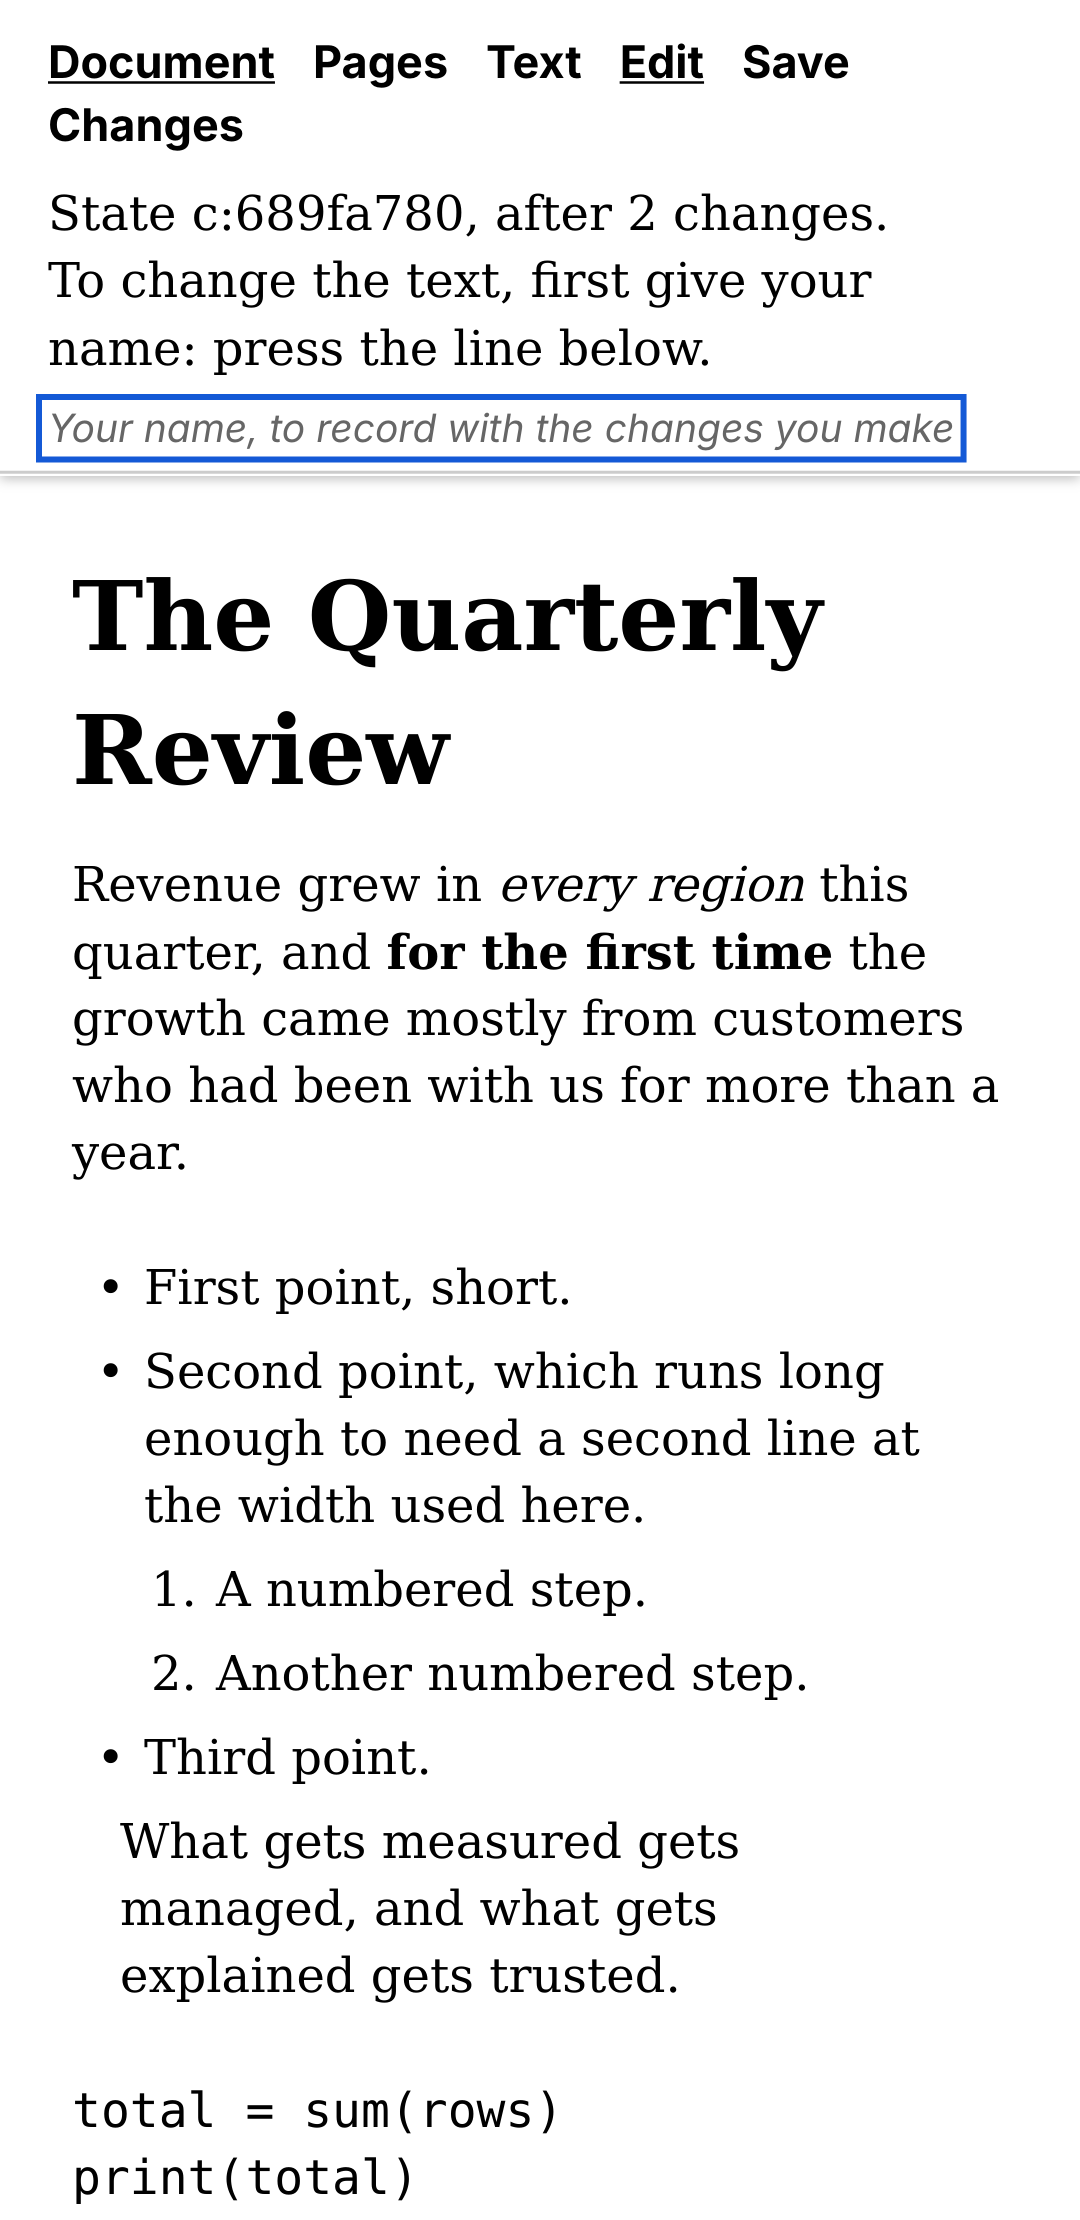 Document Pages Text Edit Save
Changes
State c:689fa780, after 2 changes.
To change the text, first give your
name: press the line below.
Your name, to record with the changes you make
The Quarterly
Review
Revenue grew in every region this
quarter, and for the first time the
growth came mostly from customers
who had been with us for more than a
year.
• First point, short.
• Second point, which runs long
enough to need a second line at
the width used here.
1. A numbered step.
2. Another numbered step.
• Third point.
What gets measured gets
managed, and what gets
explained gets trusted.
total = sum(rows)
print(total)